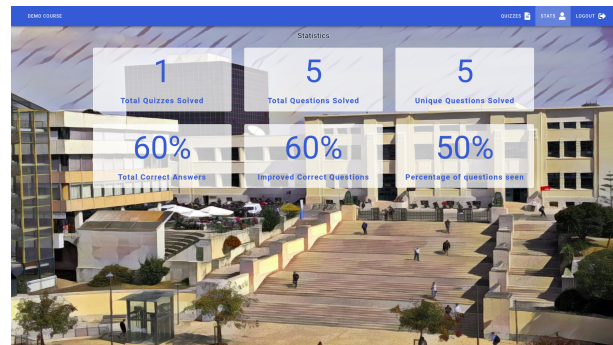 DEMO COURSE
QUIZZES STATS LOGOUT
Statistics
1 5 5
Total Quizzes Solved Total Questions Solved Unique Questions Solved
60% 60% 50%
Total Correct Answers Improved Correct Questions Percentage of questions seen